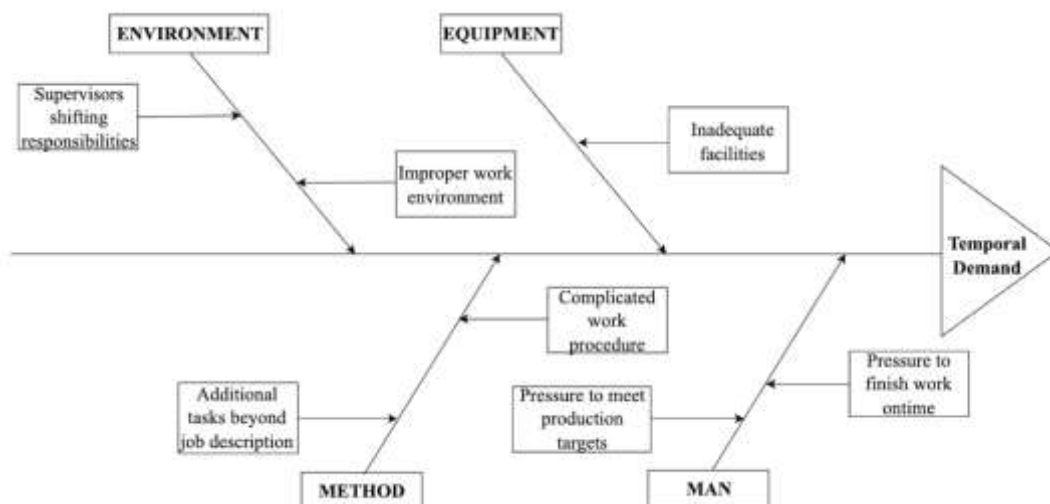 ENVIRONMENT
EQUIPMENT
Supervisors
shifting
responsibilities
Inadequate
facilities
Improper work
environment
Temporal
Demand
Complicated
work
procedure
Pressure to
finish work
ontime
Additional
tasks beyond
job description
Pressure to meet
production
targets
METHOD
MAN